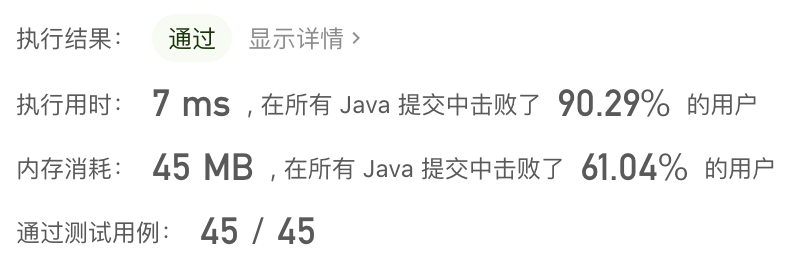 执行结果： 通过 显示详情 >
执行用时： 7 ms , 在所有 Java 提交中击败了 90.29% 的用户
内存消耗： 45 MB , 在所有 Java 提交中击败了 61.04% 的用户
通过测试用例： 45 / 45